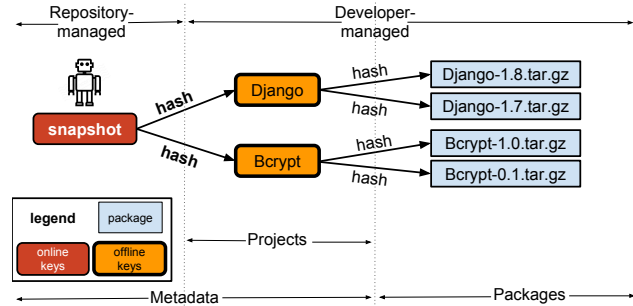 Repository-
managed
Developer-
managed
snapshot
hash
hash
Django
Bcrypt
hash
hash
hash
hash
Django-1.8.tar.gz
Django-1.7.tar.gz
Bcrypt-1.0.tar.gz
Bcrypt-0.1.tar.gz
legend
package
online
keys
offline
keys
Projects
Metadata
Packages